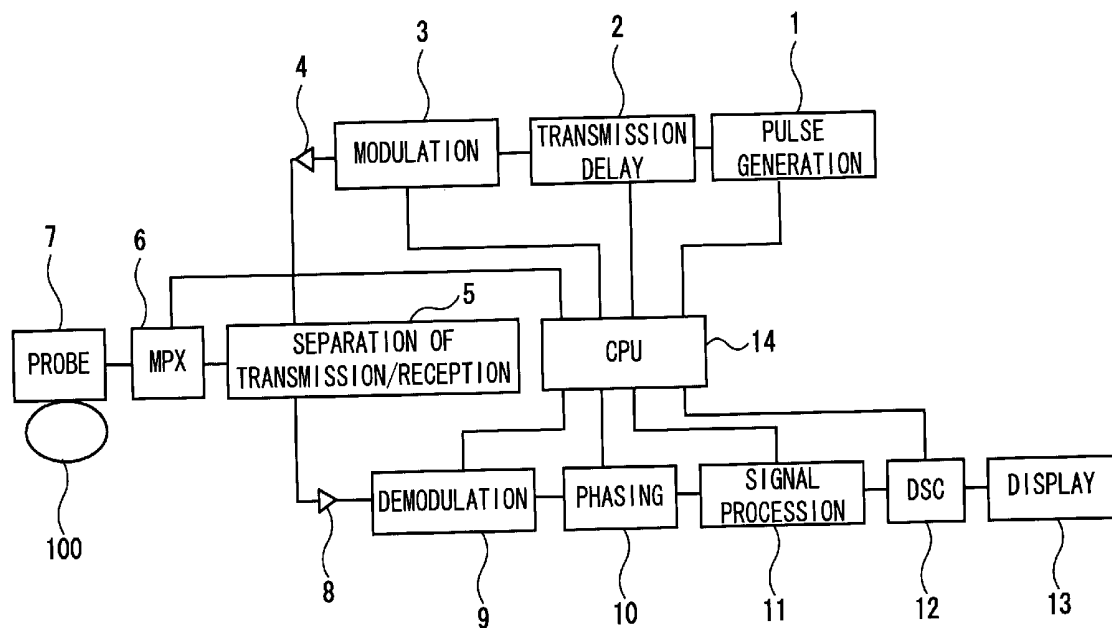 3
2
1
4
MODULATION
TRANSMISSION
DELAY
PULSE
GENERATION
7
6
5
PROBE
MPX
SEPARATION OF
TRANSMISSION/RECEPTION
CPU
14
100
8
DEMODULATION
PHASING
SIGNAL
PROCESSION
DSC
DISPLAY
9
10
11
12
13